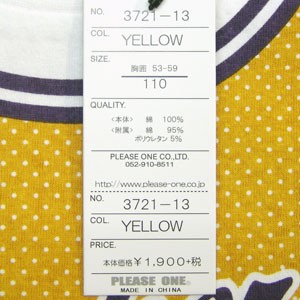 NO. 3721-13
COL. YELLOW
SIZE.
胸囲 53-59
110
QUALITY.
<本体> 綿 100%
<付属> 綿 95%
ポリウレタン 5%
PLEASE ONE CO.,LTD.
052-910-8511
http://www.please-one.co.jp
NO. 3721-13
COL. YELLOW
PRICE.
本体価格 ¥1,900+税
PLEASE ONE.
MADE IN CHINA